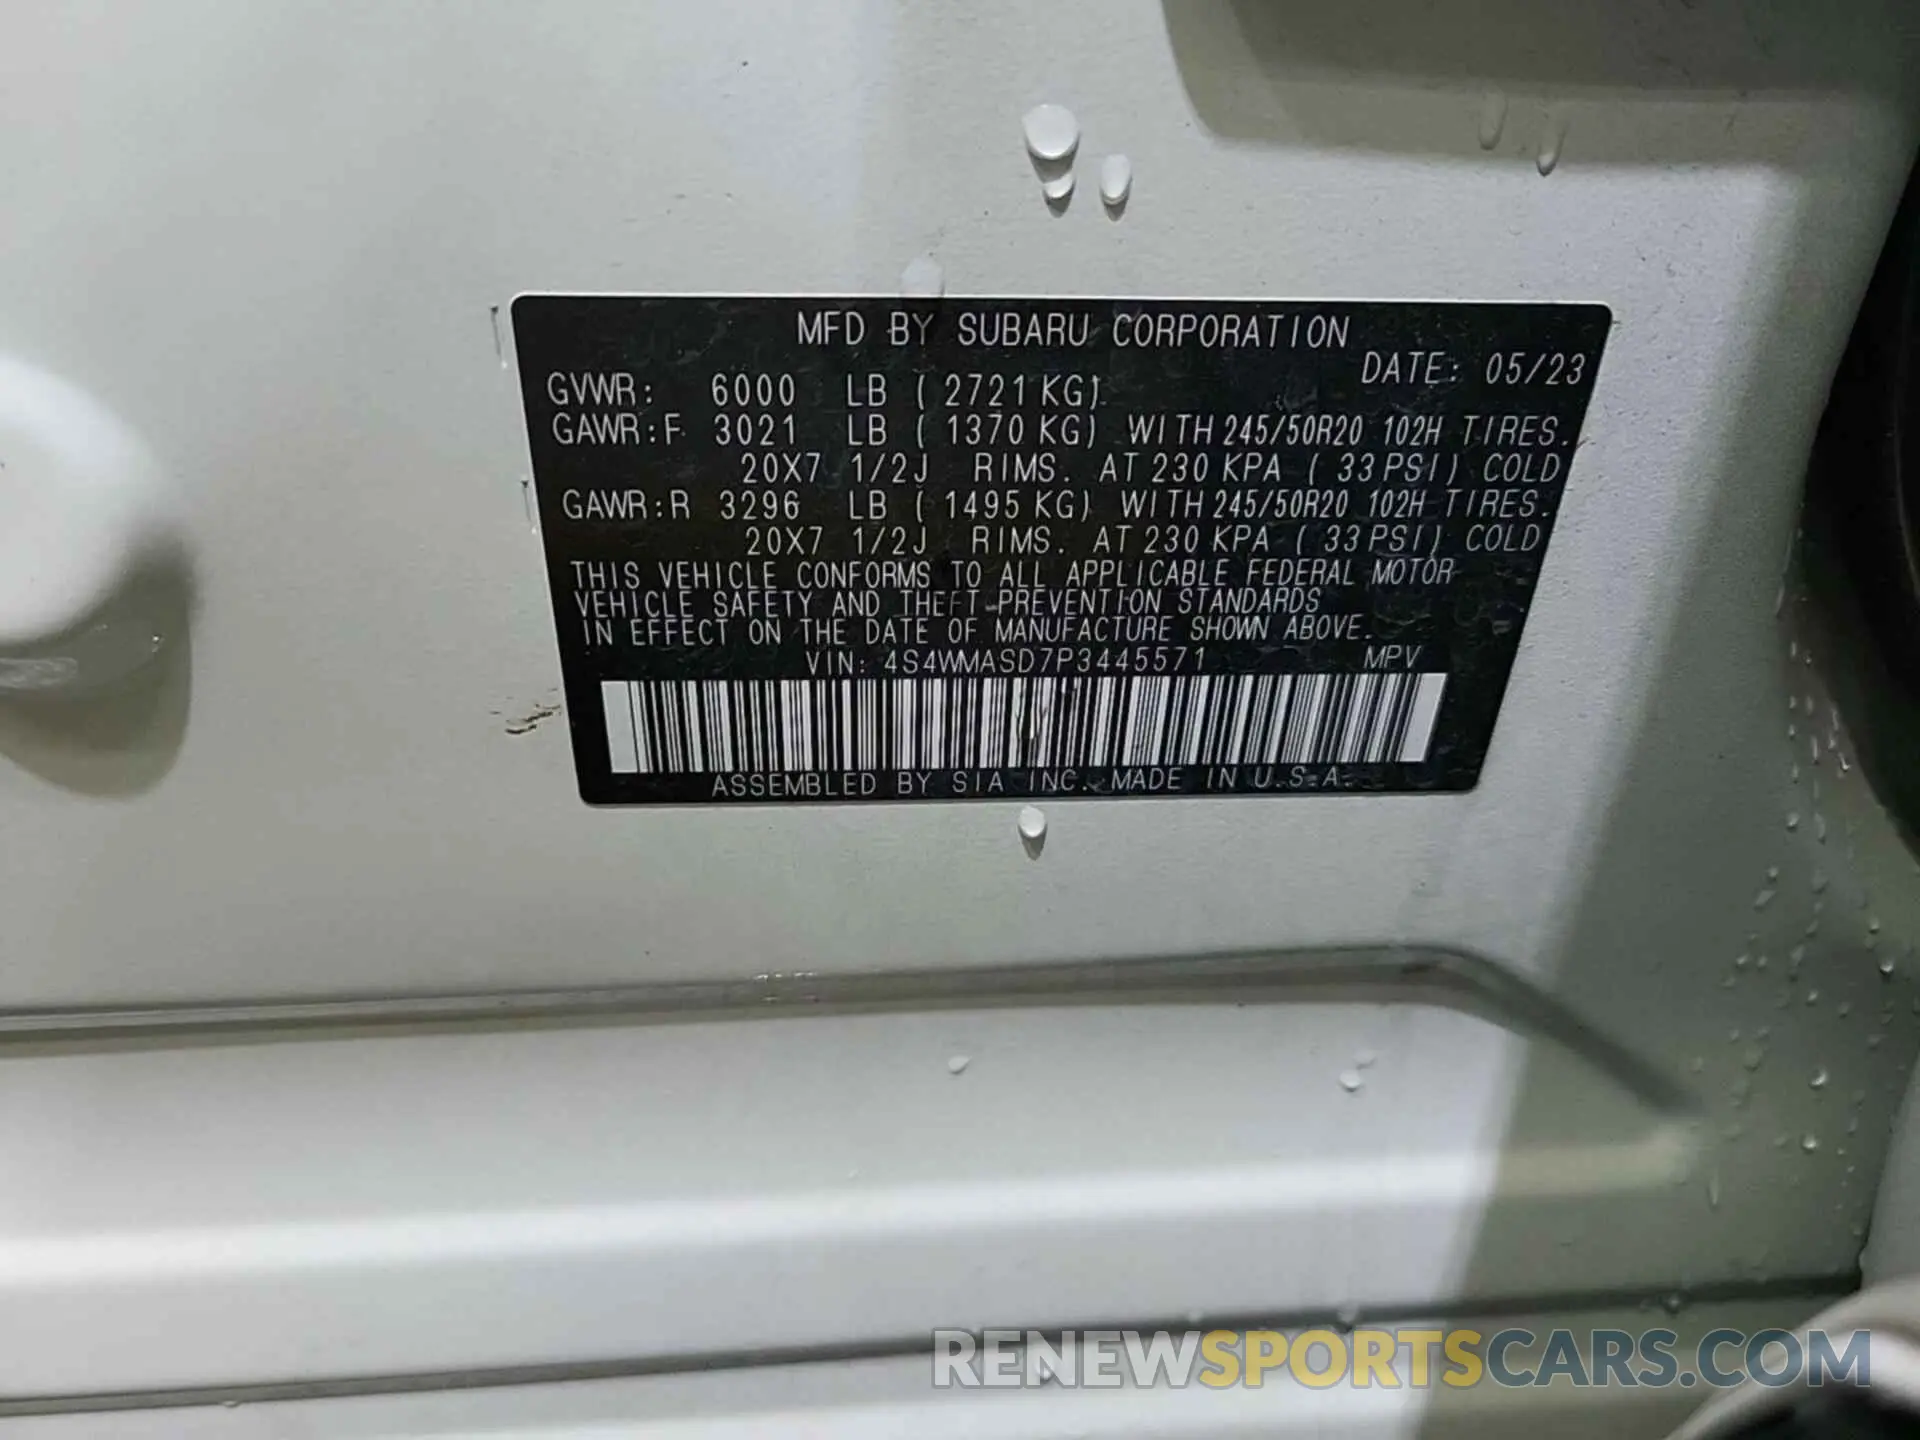 MFD BY SUBARU CORPORATION
DATE: 05/23
GVWR: 6000 LB ( 2721 KG)
GAWR:F 3021 LB ( 1370 KG) WITH 245/50R20 102H TIRES.
20X7 1/2J RIMS. AT 230 KPA ( 33 PSI) COLD
GAWR:R 3296 LB ( 1495 KG) WITH 245/50R20 102H TIRES.
20X7 1/2J RIMS. AT 230 KPA ( 33 PSI) COLD
THIS VEHICLE CONFORMS TO ALL APPLICABLE FEDERAL MOTOR
VEHICLE SAFETY AND THEFT PREVENTION STANDARDS
IN EFFECT ON THE DATE OF MANUFACTURE SHOWN ABOVE.
VIN: 4S4WMASD7P3445571 MPV
ASSEMBLED BY SIA INC. MADE IN U.S.A.
RENEWSPORTSCARS.COM